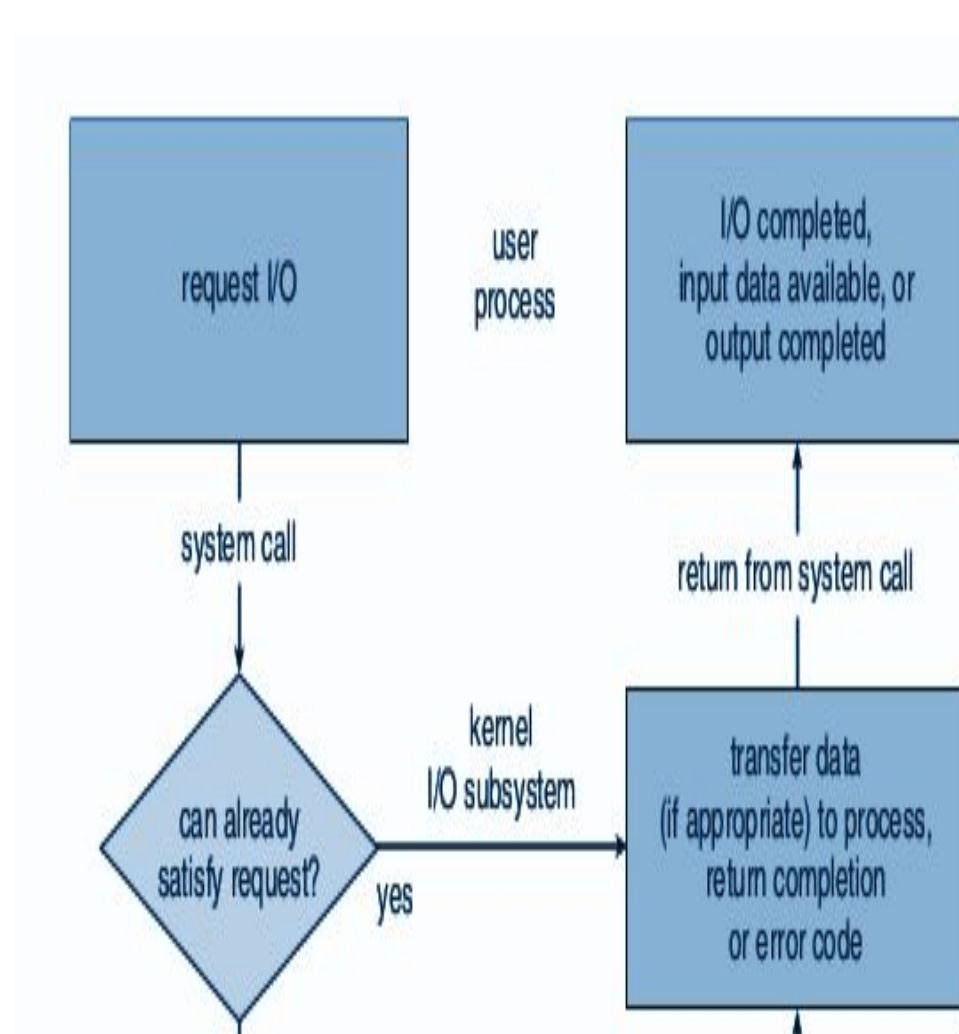 request I/O
user
process
I/O completed,
input data available, or
output completed
system call
return from system call
can already
satisfy request?
kernel
I/O subsystem
yes
transfer data
(if appropriate) to process,
return completion
or error code